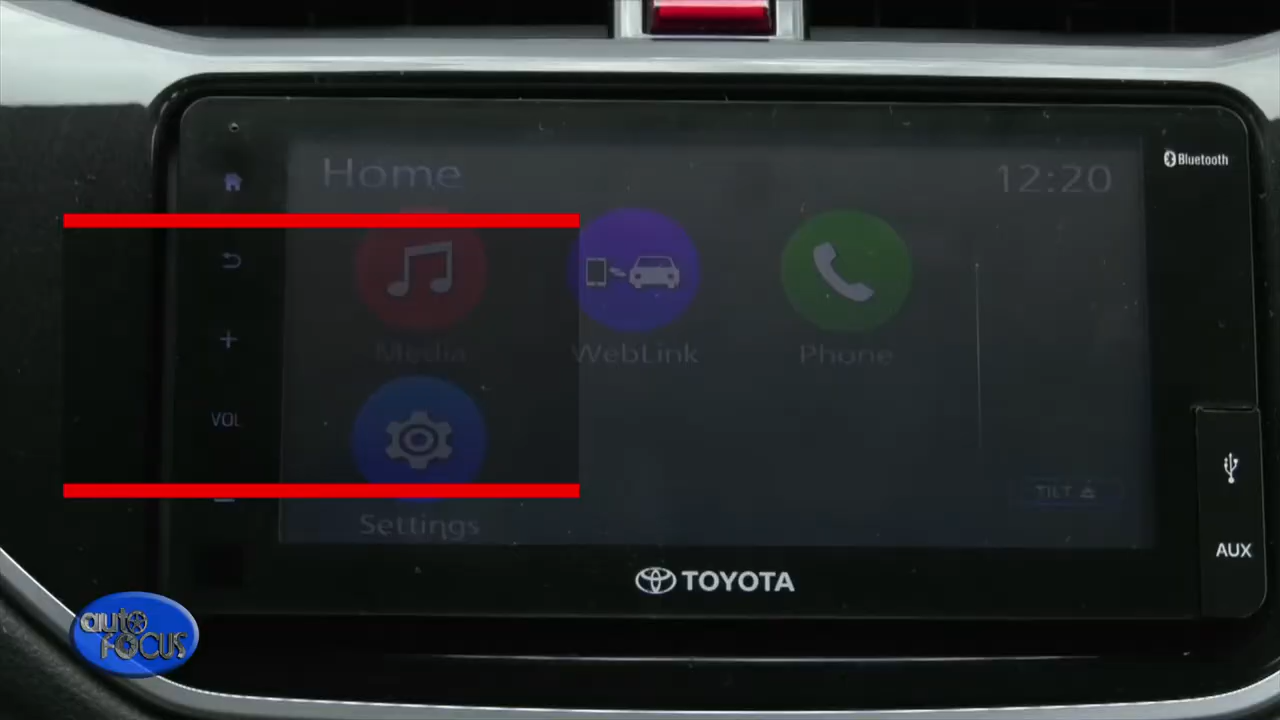 Home
12:20
Bluetooth
Media
WebLink
Phone
VOL
TILT
Settings
AUX
TOYOTA
auto
FOCUS